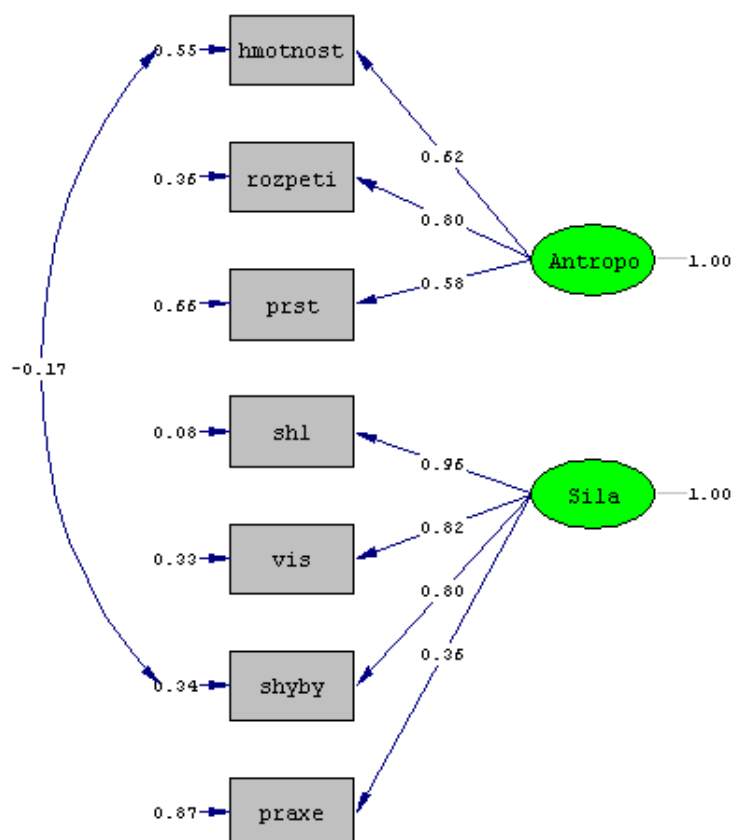 0.55 hmotnost
0.62
0.36 rozpeti
0.80
Antropo 1.00
0.58
0.66 prst
-0.17
0.08 shl
0.96
Sila 1.00
0.82
0.33 vis
0.80
0.36
0.34 shyby
0.87 praxe